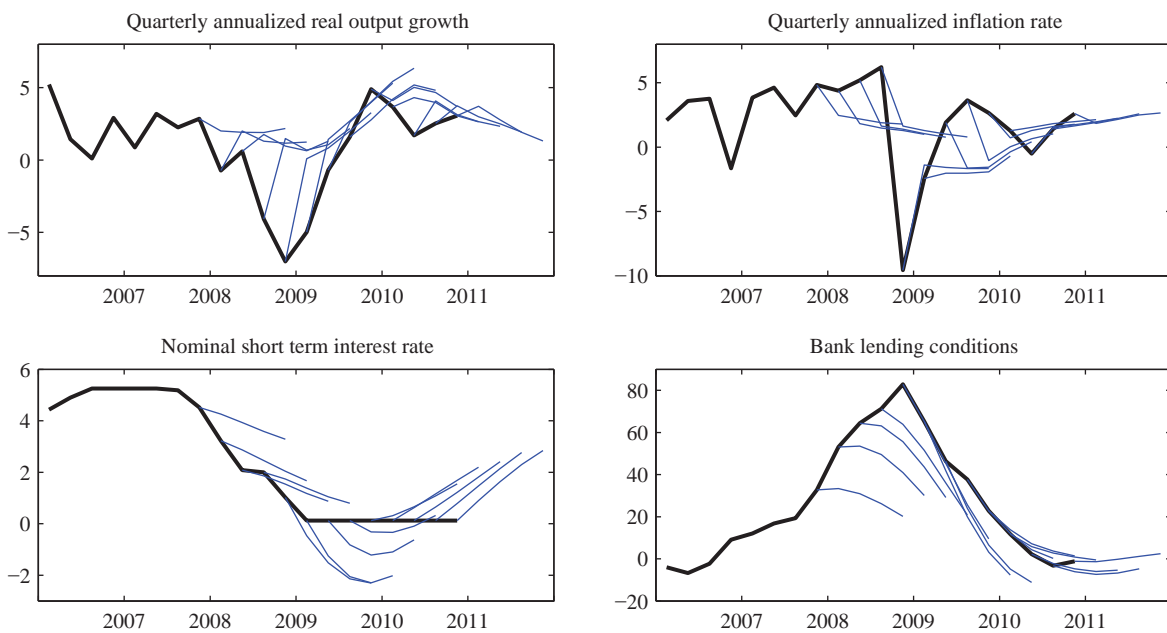 Quarterly annualized real output growth
5
0
−5
2007 2008 2009 2010 2011
Quarterly annualized inflation rate
5
0
−5
−10
2007 2008 2009 2010 2011
Nominal short term interest rate
6
4
2
0
−2
2007 2008 2009 2010 2011
Bank lending conditions
80
60
40
20
0
−20
2007 2008 2009 2010 2011